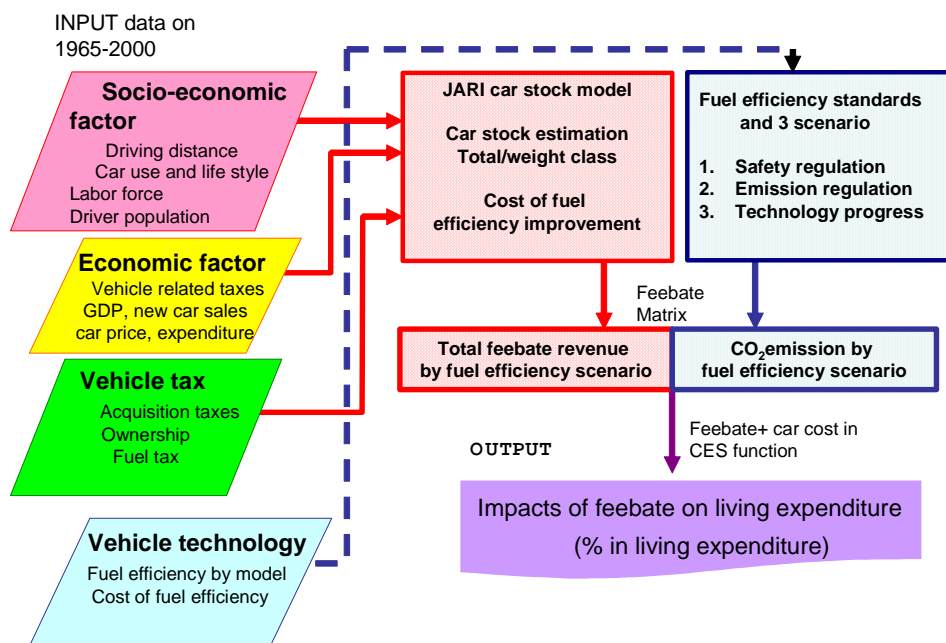 INPUT data on
1965-2000
Socio-economic
factor
Driving distance
Car use and life style
Labor force
Driver population
Economic factor
Vehicle related taxes
GDP, new car sales
car price, expenditure
Vehicle tax
Acquisition taxes
Ownership
Fuel tax
Vehicle technology
Fuel efficiency by model
Cost of fuel efficiency
JARI car stock model
Car stock estimation
Total/weight class
Cost of fuel
efficiency improvement
Fuel efficiency standards
and 3 scenario
1. Safety regulation
2. Emission regulation
3. Technology progress
Feebate
Matrix
Total feebate revenue
by fuel efficiency scenario
CO₂emission by
fuel efficiency scenario
Feebate+ car cost in
CES function
OUTPUT
Impacts of feebate on living expenditure
(% in living expenditure)